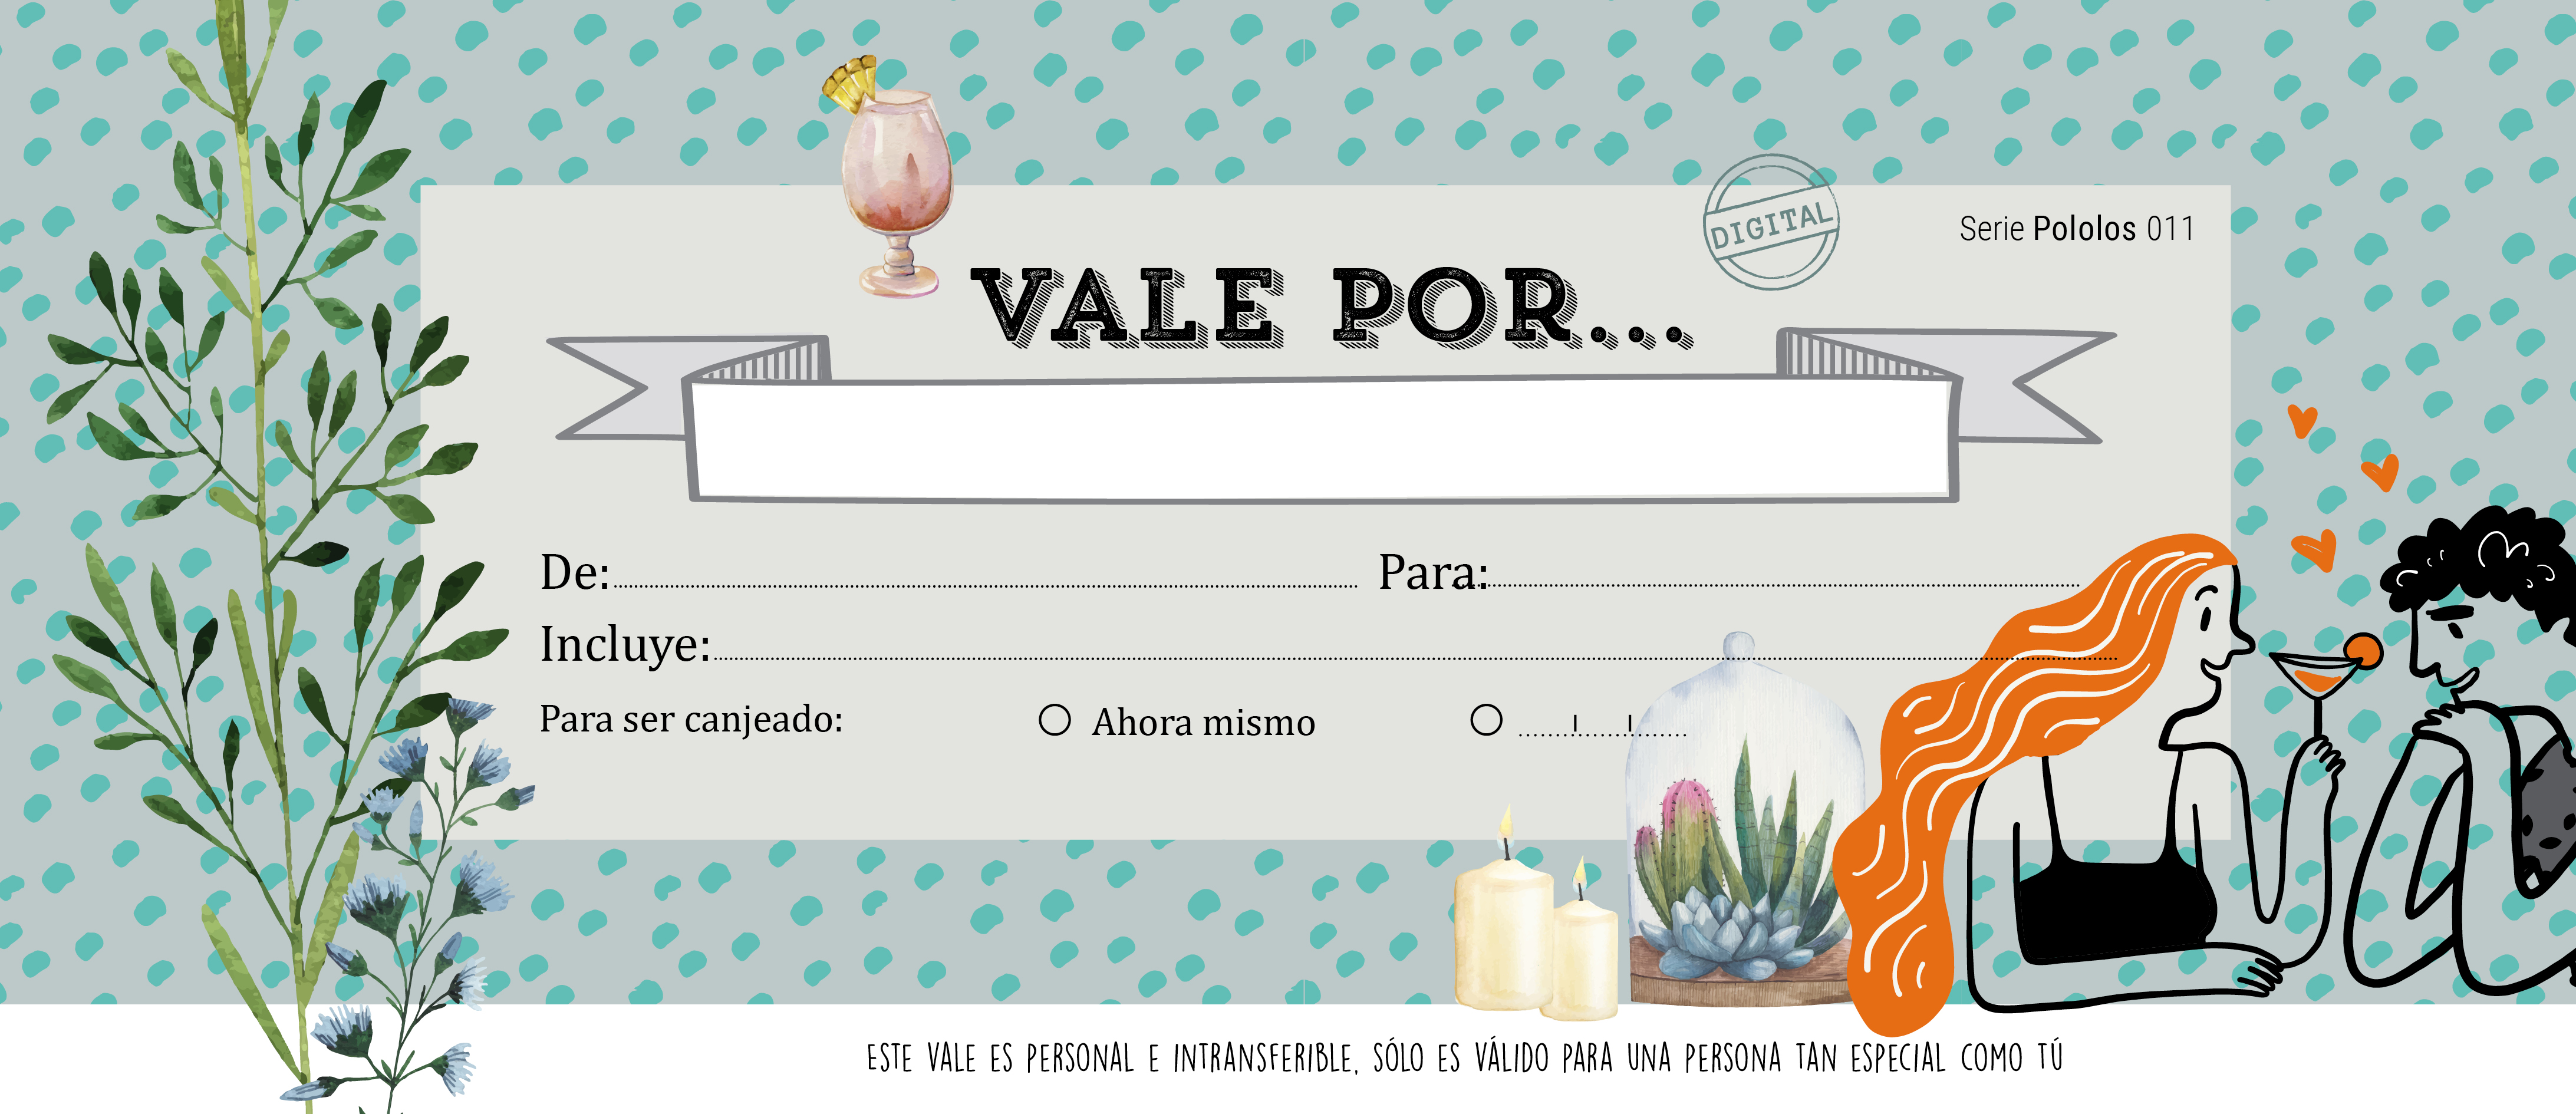 DIGITAL
Serie Pololos 011
VALE POR...
De: Para:
Incluye:
Para ser canjeado: Ahora mismo
ESTE VALE ES PERSONAL E INTRANSFERIBLE, SÓLO ES VÁLIDO PARA UNA PERSONA TAN ESPECIAL COMO TÚ